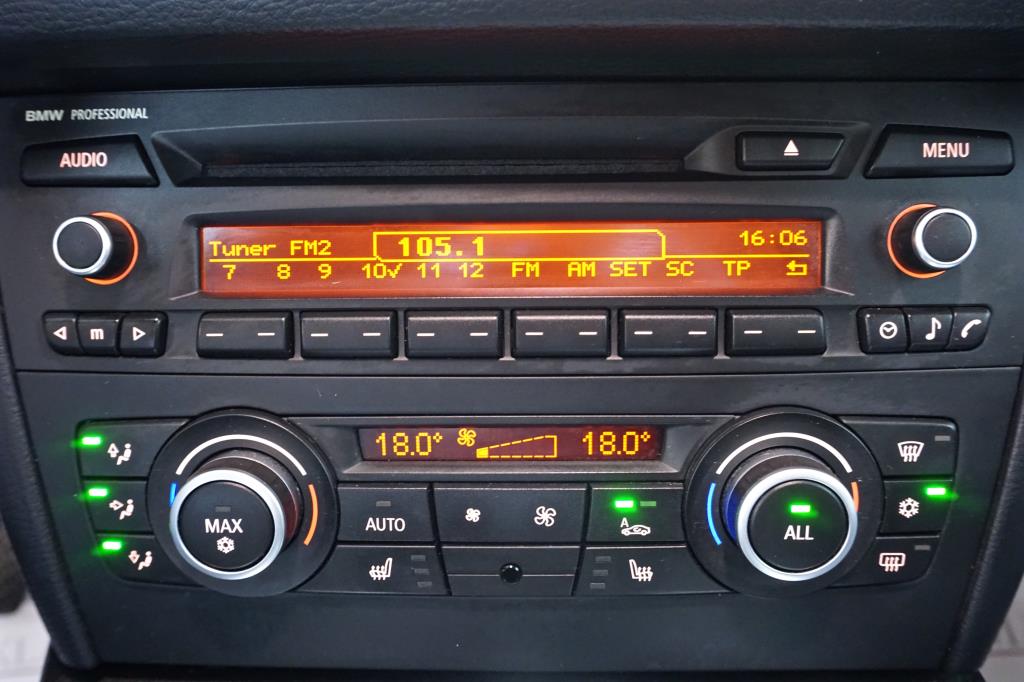 BMW PROFESSIONAL
AUDIO
MENU
Tuner FM2 105.1 16:06
7 8 9 10✓ 11 12 FM AM SET SC TP
m
18.0° 18.0°
MAX
AUTO
A
ALL